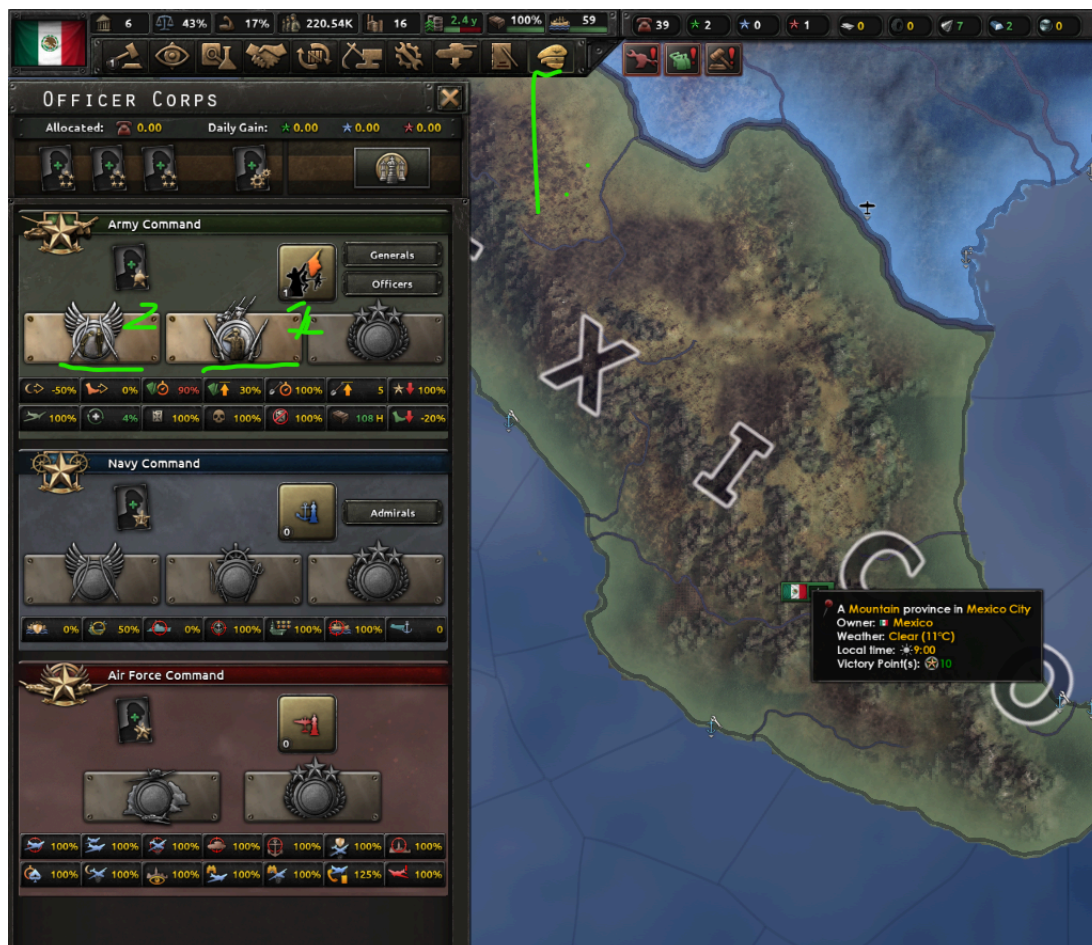 6 43% 17% 220.54K 16 2.4 y 100% 59 39 2 0 1 0 0 7 2 0
OFFICER CORPS
Allocated: 0.00 Daily Gain: 0.00 0.00 0.00
Army Command
Generals
1
Officers
2 1
-50% 0% 90% 30% 100% 5 100%
100% 4% 100% 100% 100% 108 H -20%
Navy Command
0
Admirals
0% 50% 0% 100% 100% 100% 0
Air Force Command
0
100% 100% 100% 100% 100% 100% 100%
100% 100% 100% 100% 100% 125% 100%
X
I
C
O
A Mountain province in Mexico City
Owner: Mexico
Weather: Clear (11°C)
Local time: 9:00
Victory Point(s): 10